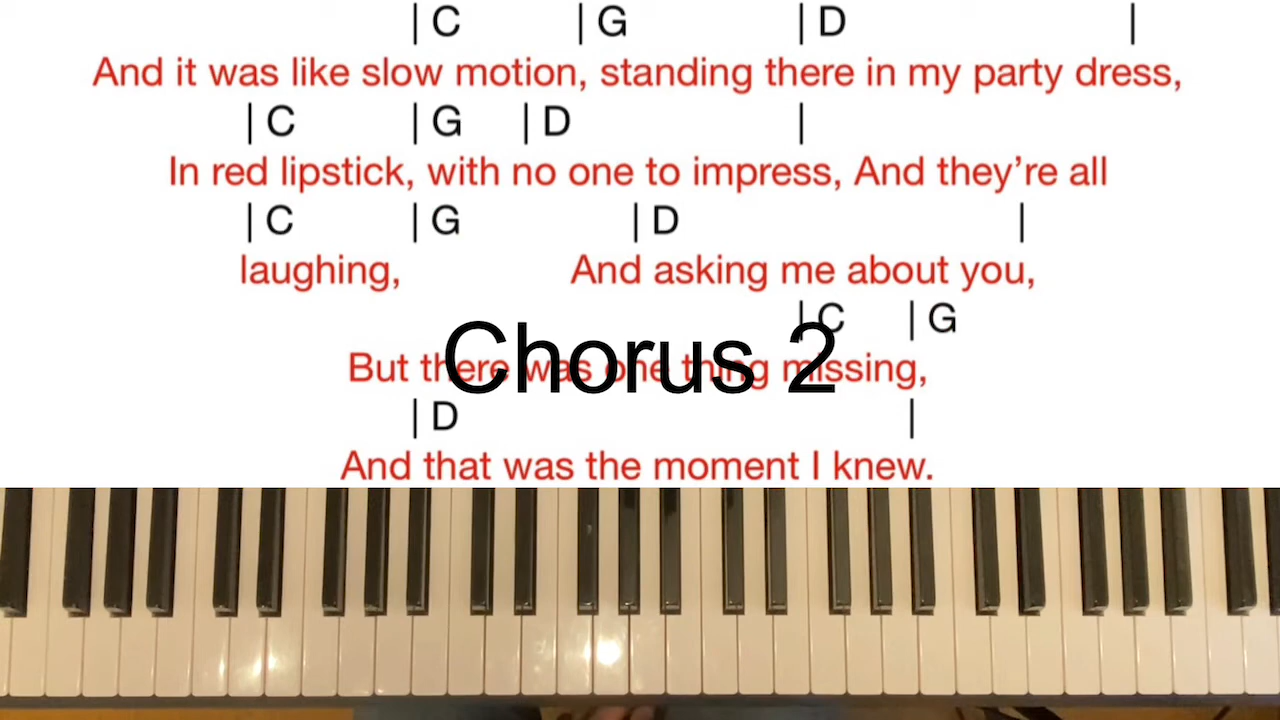 |C |G |D |
And it was like slow motion, standing there in my party dress,
|C |G |D |
In red lipstick, with no one to impress, And they’re all
|C |G |D |
laughing, And asking me about you,
|C |G
But there was one thing missing,
Chorus 2
|D |
And that was the moment I knew.